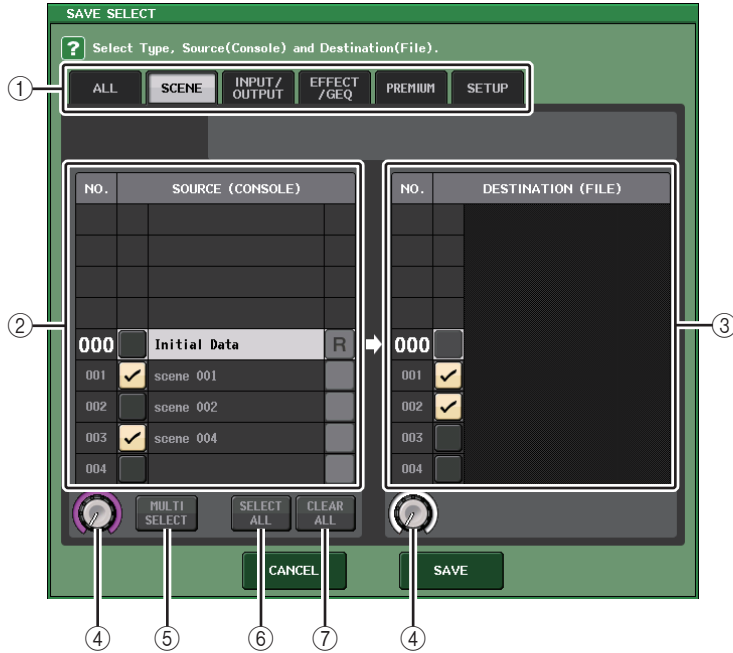 SAVE SELECT
? Select Type, Source(Console) and Destination(File).
① ALL SCENE INPUT/OUTPUT EFFECT/GEQ PREMIUM SETUP
NO. SOURCE (CONSOLE) NO. DESTINATION (FILE)
② ③
000 Initial Data R 000
001 scene 001 001
002 scene 002 002
003 scene 004 003
004 004
MULTI SELECT SELECT ALL CLEAR ALL
CANCEL SAVE
④ ⑤ ⑥ ⑦ ④